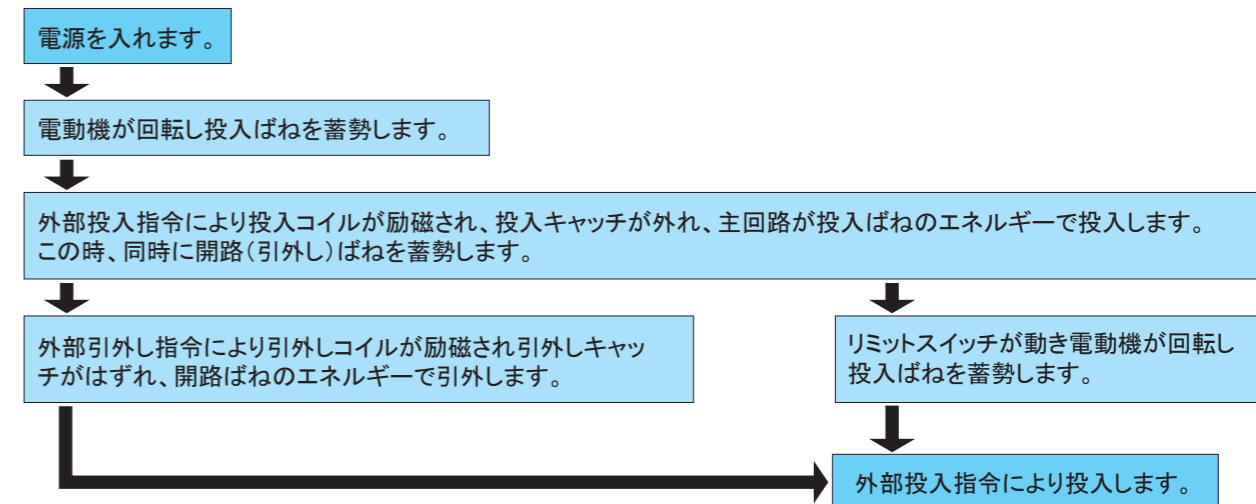 電源を入れます。
電動機が回転し投入ばねを蓄勢します。
外部投入指令により投入コイルが励磁され、投入キャッチが外れ、主回路が投入ばねのエネルギーで投入します。
この時、同時に開路（引外し）ばねを蓄勢します。
外部引外し指令により引外しコイルが励磁され引外しキャッ
チがはずれ、開路ばねのエネルギーで引外します。
リミットスイッチが動き電動機が回転し
投入ばねを蓄勢します。
外部投入指令により投入します。